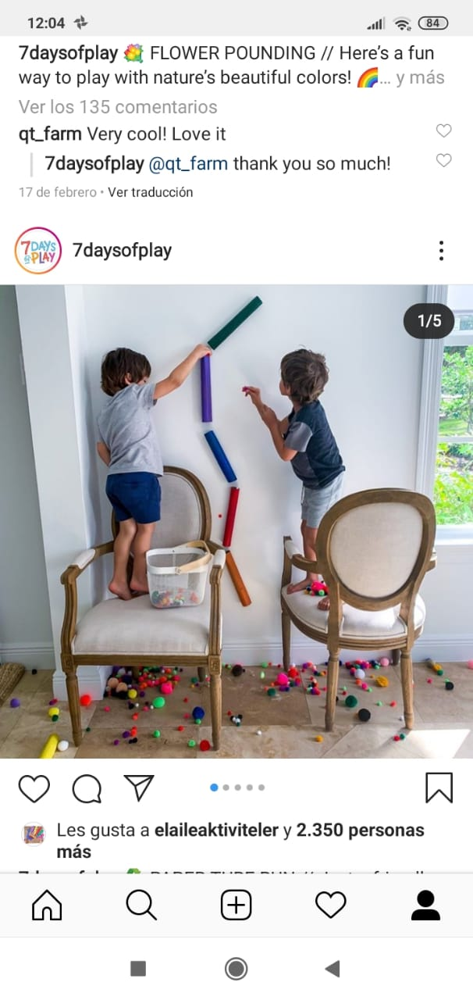 12:04
84
7daysofplay 💐 FLOWER POUNDING // Here's a fun
way to play with nature's beautiful colors! 🌈... y más
Ver los 135 comentarios
qt_farm Very cool! Love it
7daysofplay @qt_farm thank you so much!
17 de febrero • Ver traducción
7DAYS
of PLAY
7daysofplay
1/5
Les gusta a elaileaktiviteler y 2.350 personas
más